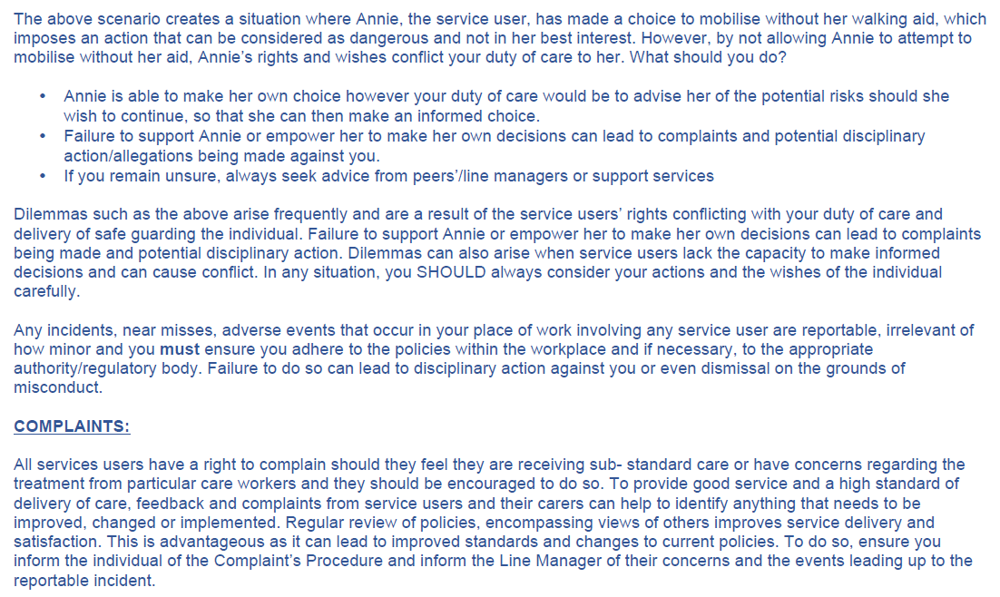 The above scenario creates a situation where Annie, the service user, has made a choice to mobilise without her walking aid, which
imposes an action that can be considered as dangerous and not in her best interest. However, by not allowing Annie to attempt to
mobilise without her aid, Annie's rights and wishes conflict your duty of care to her. What should you do?
• Annie is able to make her own choice however your duty of care would be to advise her of the potential risks should she
wish to continue, so that she can then make an informed choice.
• Failure to support Annie or empower her to make her own decisions can lead to complaints and potential disciplinary
action/allegations being made against you.
• If you remain unsure, always seek advice from peers'/line managers or support services
Dilemmas such as the above arise frequently and are a result of the service users' rights conflicting with your duty of care and
delivery of safe guarding the individual. Failure to support Annie or empower her to make her own decisions can lead to complaints
being made and potential disciplinary action. Dilemmas can also arise when service users lack the capacity to make informed
decisions and can cause conflict. In any situation, you SHOULD always consider your actions and the wishes of the individual
carefully.
Any incidents, near misses, adverse events that occur in your place of work involving any service user are reportable, irrelevant of
how minor and you must ensure you adhere to the policies within the workplace and if necessary, to the appropriate
authority/regulatory body. Failure to do so can lead to disciplinary action against you or even dismissal on the grounds of
misconduct.
COMPLAINTS:
All services users have a right to complain should they feel they are receiving sub- standard care or have concerns regarding the
treatment from particular care workers and they should be encouraged to do so. To provide good service and a high standard of
delivery of care, feedback and complaints from service users and their carers can help to identify anything that needs to be
improved, changed or implemented. Regular review of policies, encompassing views of others improves service delivery and
satisfaction. This is advantageous as it can lead to improved standards and changes to current policies. To do so, ensure you
inform the individual of the Complaint's Procedure and inform the Line Manager of their concerns and the events leading up to the
reportable incident.